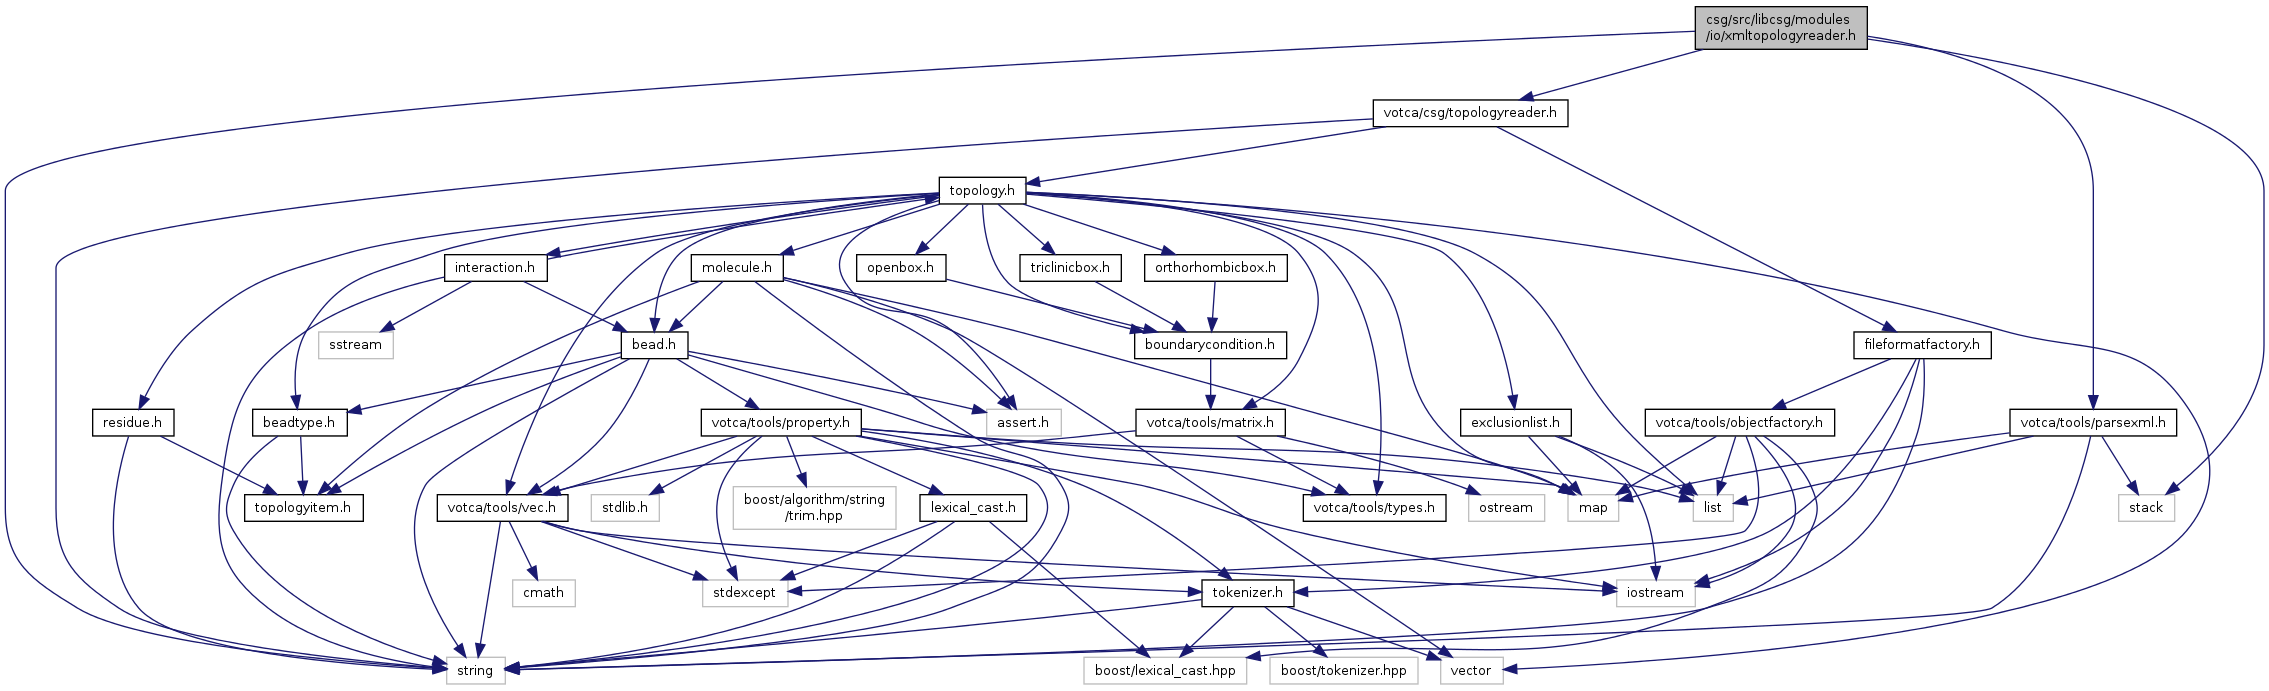 csg/src/libcsg/modules
/io/xmltopologyreader.h
votca/csg/topologyreader.h
topology.h
interaction.h
molecule.h
openbox.h
triclinicbox.h
orthorhombicbox.h
sstream
bead.h
boundarycondition.h
fileformatfactory.h
residue.h
beadtype.h
votca/tools/property.h
assert.h
votca/tools/matrix.h
exclusionlist.h
votca/tools/objectfactory.h
votca/tools/parsexml.h
topologyitem.h
votca/tools/vec.h
stdlib.h
boost/algorithm/string
/trim.hpp
lexical_cast.h
votca/tools/types.h
ostream
map
list
stack
cmath
stdexcept
tokenizer.h
iostream
string
boost/lexical_cast.hpp
boost/tokenizer.hpp
vector